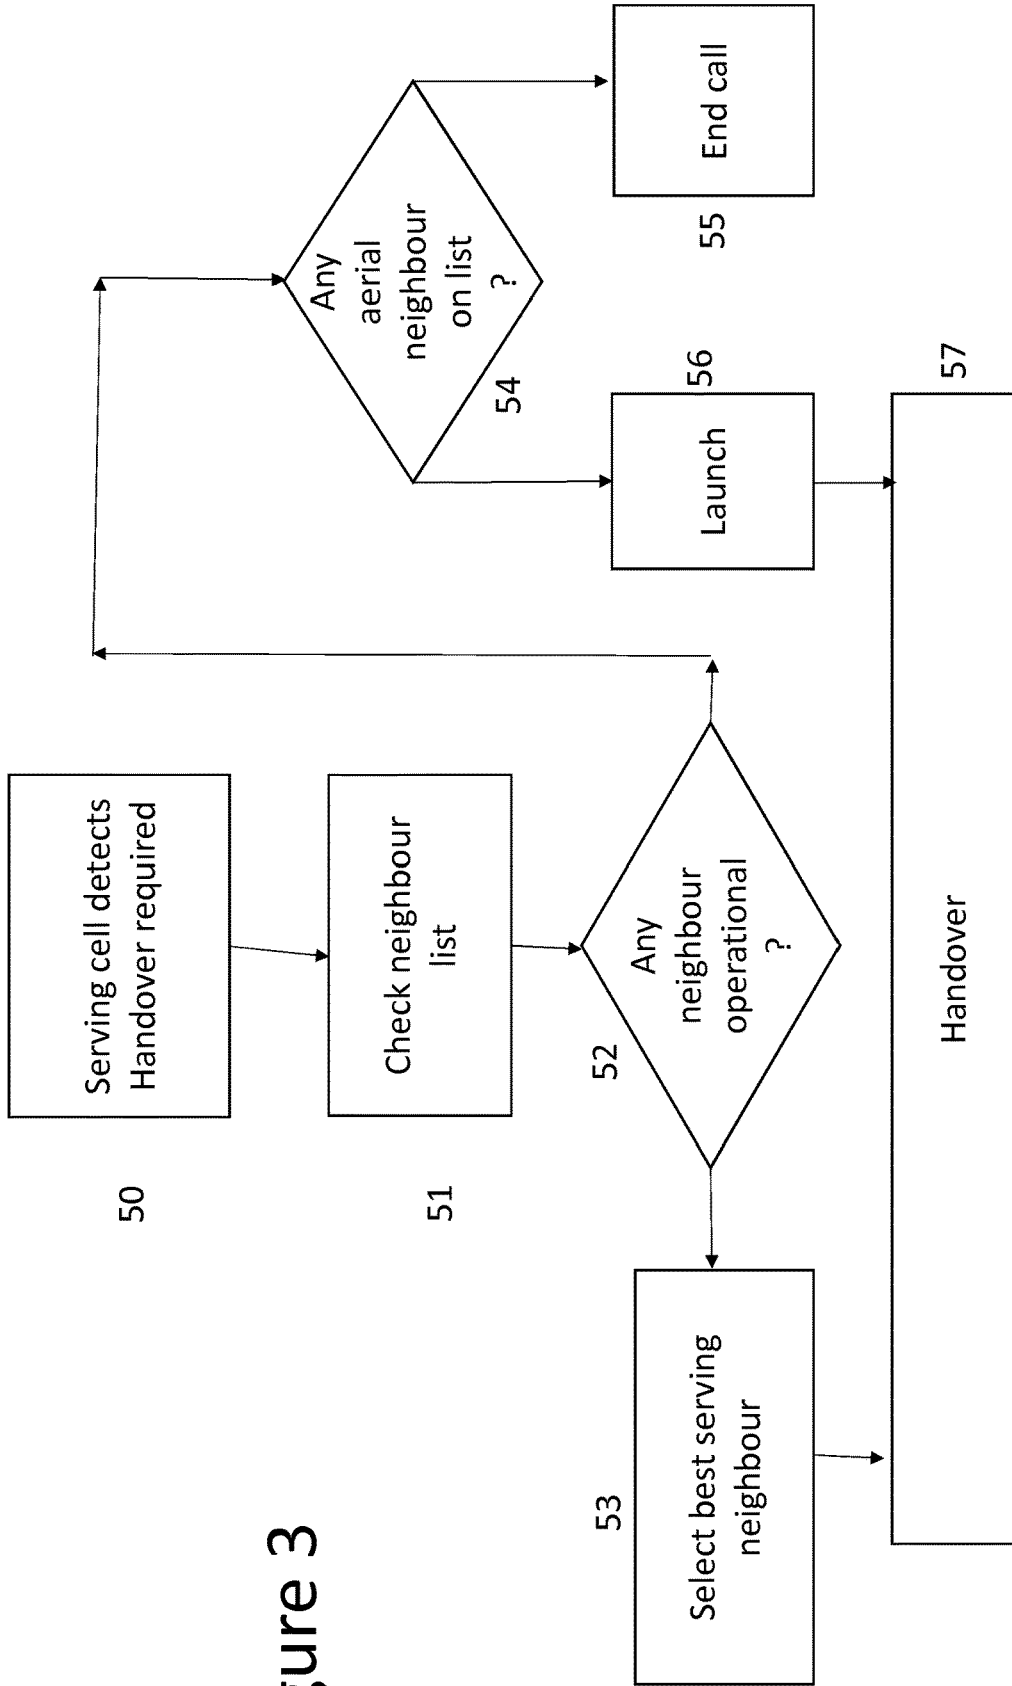 gure 3
50
Serving cell detects
Handover required
51
Check neighbour
list
52
Any
neighbour
operational
?
53
Select best serving
neighbour
54
Any
aerial
neighbour
on list
?
55
End call
56
Launch
57
Handover